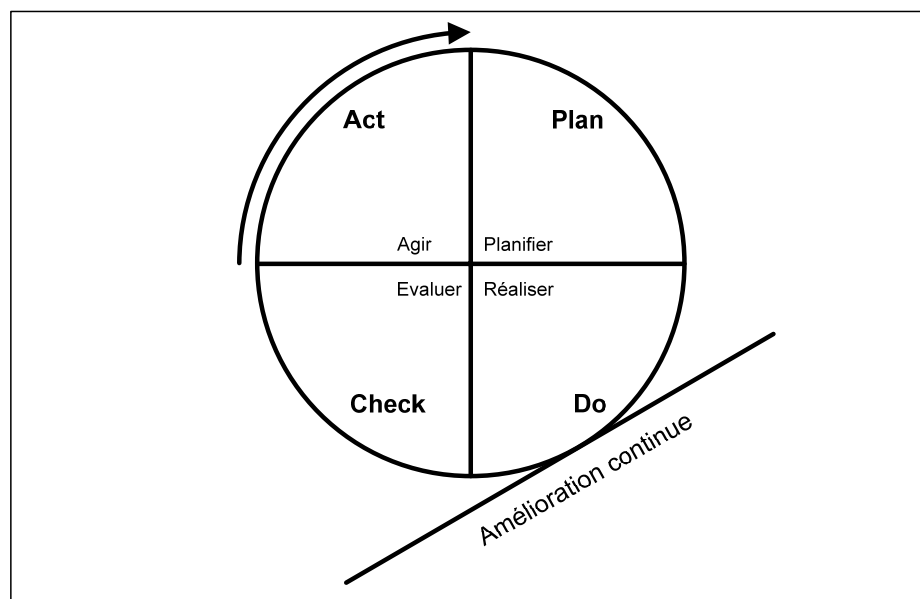 Act
Plan
Agir
Planifier
Evaluer
Réaliser
Check
Do
Amélioration continue